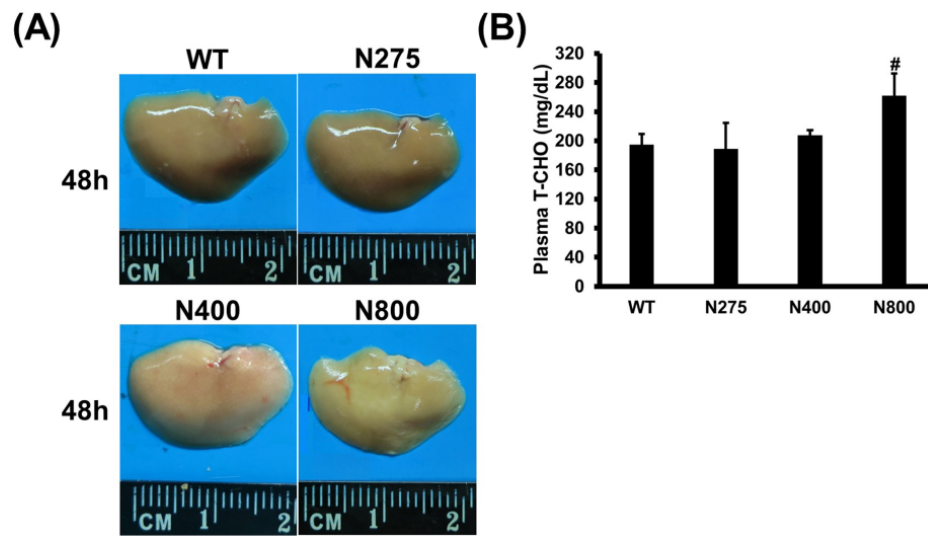 (A)
WT N275
48h
CM 1 2 CM 1 2
N400 N800
48h
CM 1 2 CM 1 2
(B)
Plasma T-CHO (mg/dL)
320
280
240
200
160
120
80
40
0
#
WT N275 N400 N800